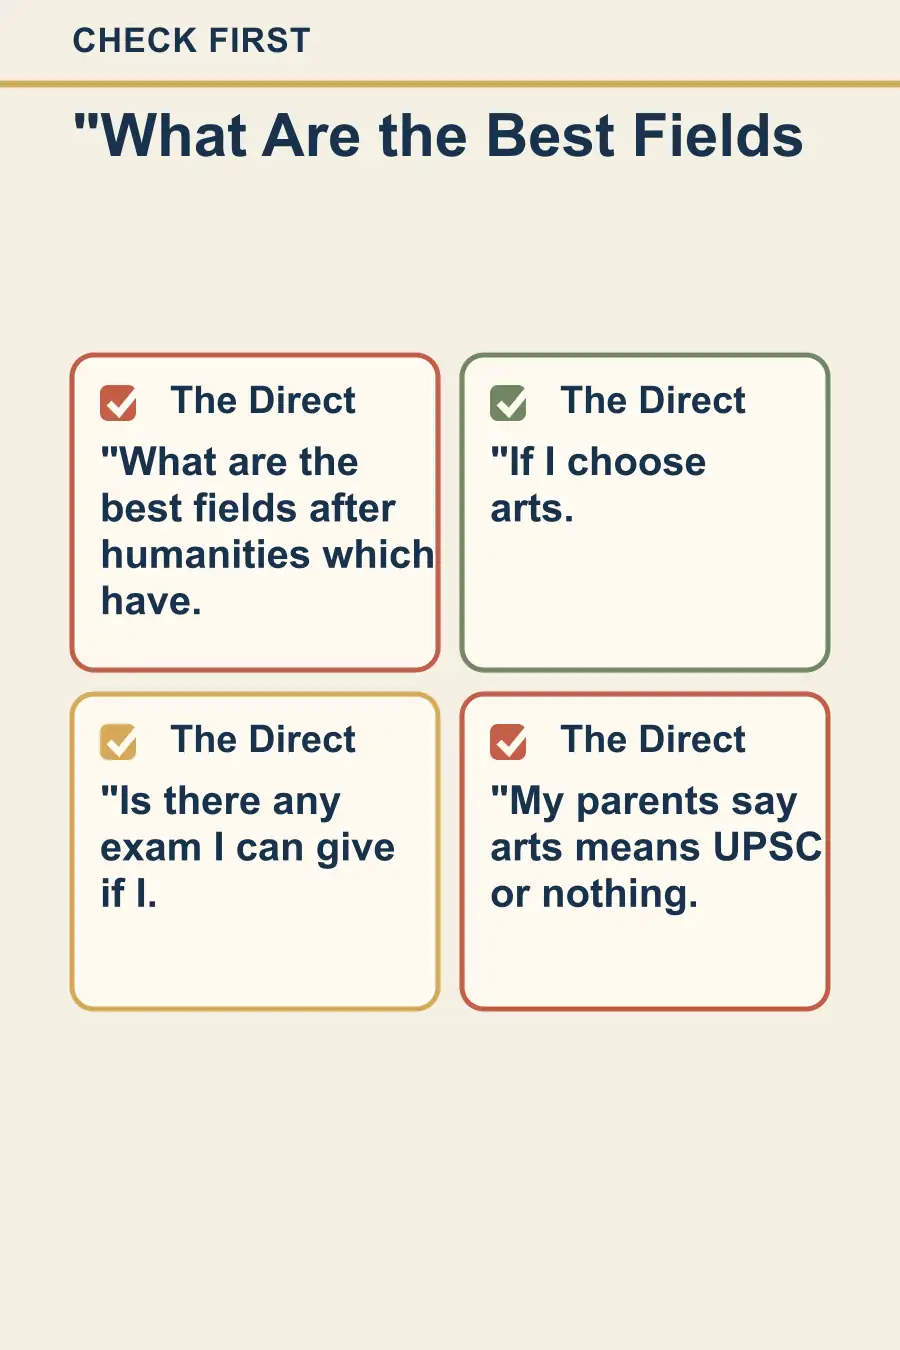 CHECK FIRST
"What Are the Best Fields
The Direct
"What are the
best fields after
humanities which
have.
The Direct
"If I choose
arts.
The Direct
"Is there any
exam I can give
if I.
The Direct
"My parents say
arts means UPSC
or nothing.